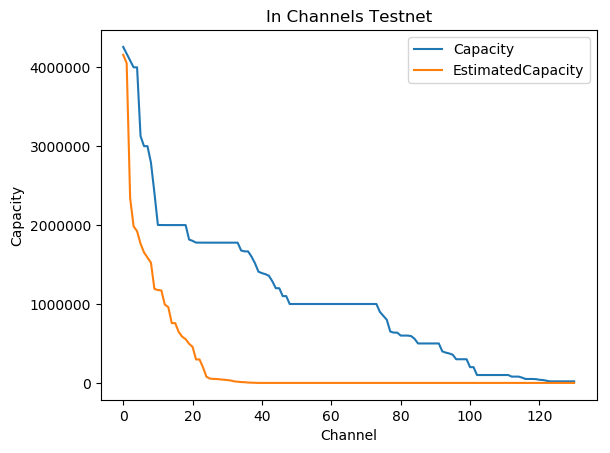 In Channels Testnet
Capacity
EstimatedCapacity
4000000
3000000
2000000
1000000
0
Capacity
0 20 40 60 80 100 120
Channel